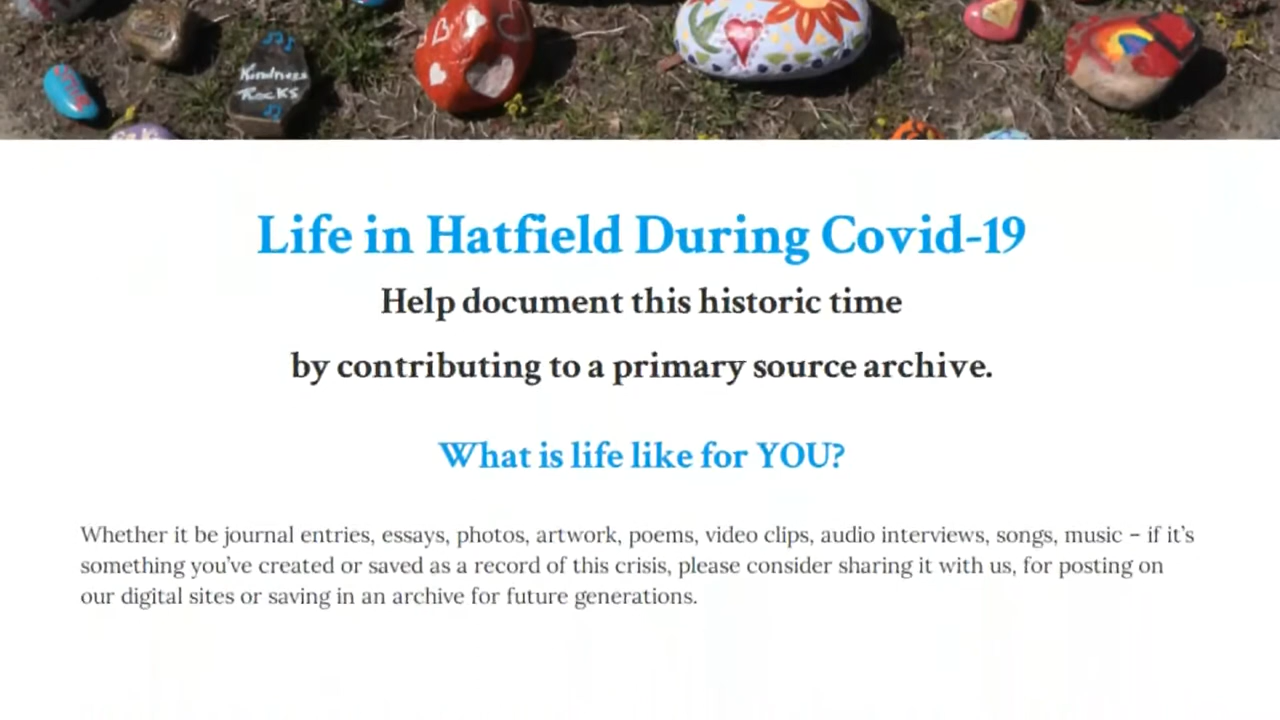 Kindness
Rocks
Life in Hatfield During Covid-19
Help document this historic time
by contributing to a primary source archive.
What is life like for YOU?
Whether it be journal entries, essays, photos, artwork, poems, video clips, audio interviews, songs, music – if it’s
something you’ve created or saved as a record of this crisis, please consider sharing it with us, for posting on
our digital sites or saving in an archive for future generations.